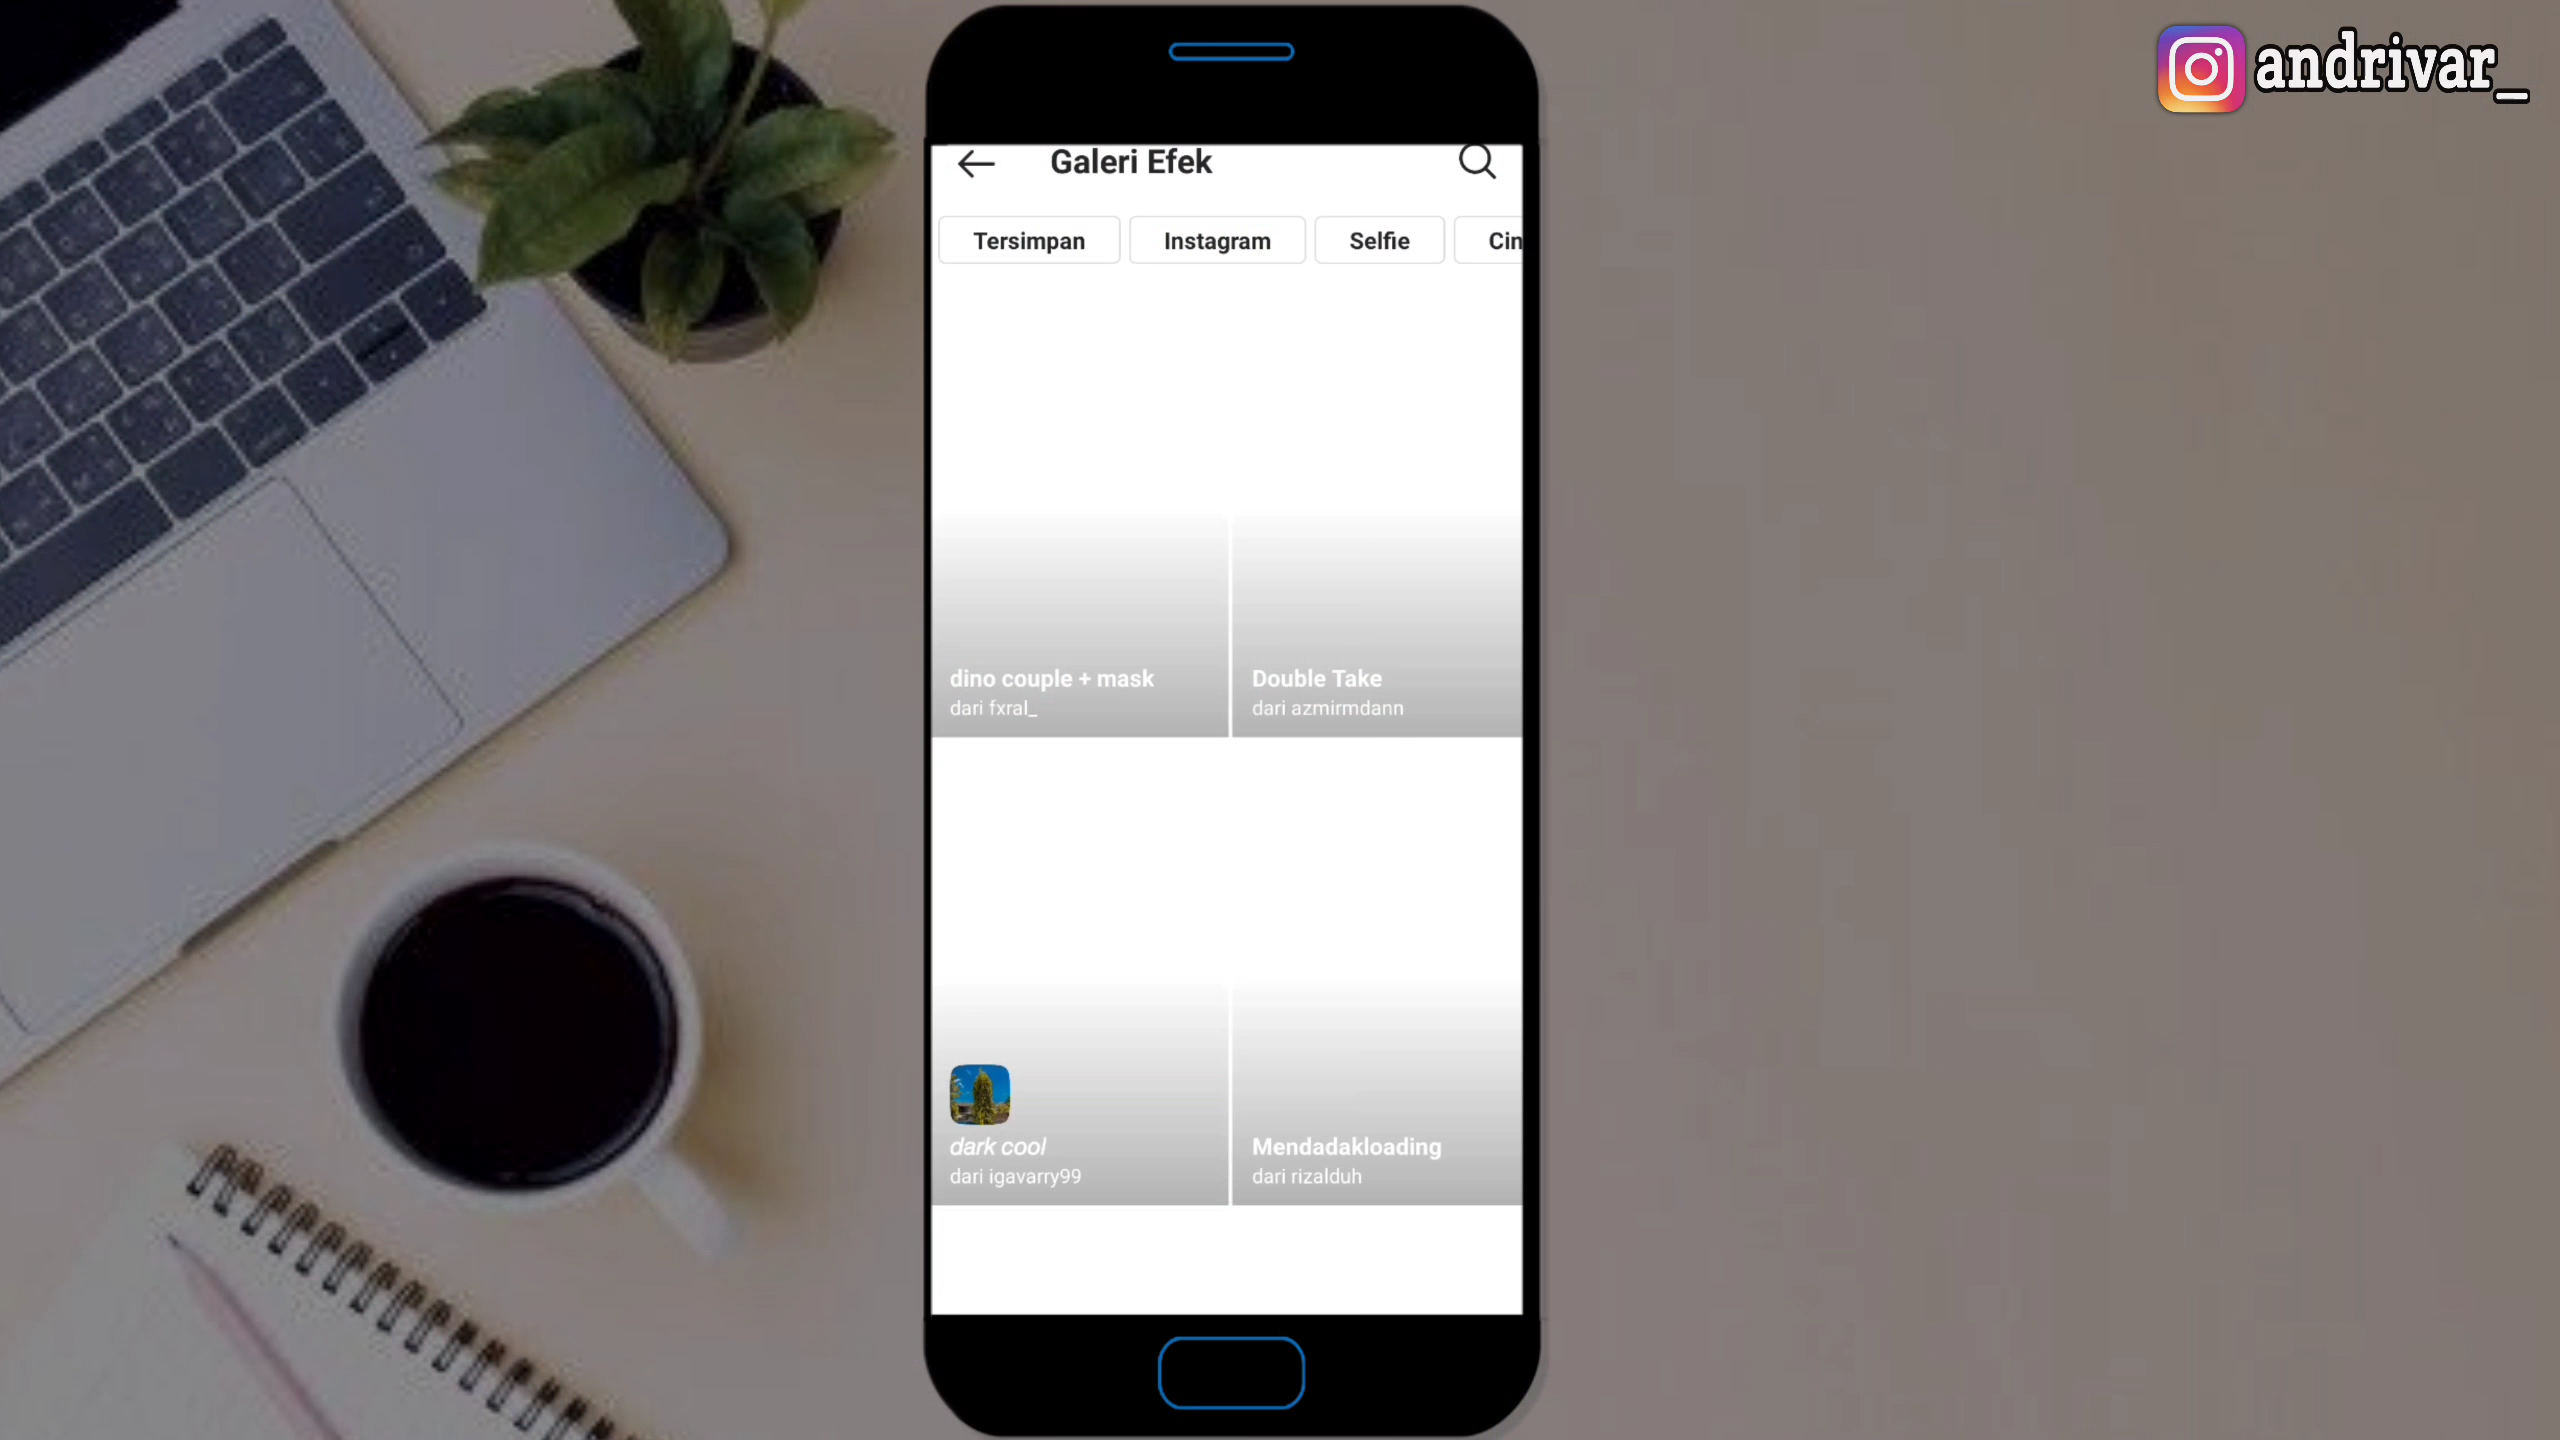 andrivar_
Galeri Efek
Tersimpan
Instagram
Selfie
Cin
dino couple + mask
dari fxral_
Double Take
dari azmirmdann
dark cool
dari igavarry99
Mendadakloading
dari rizalduh